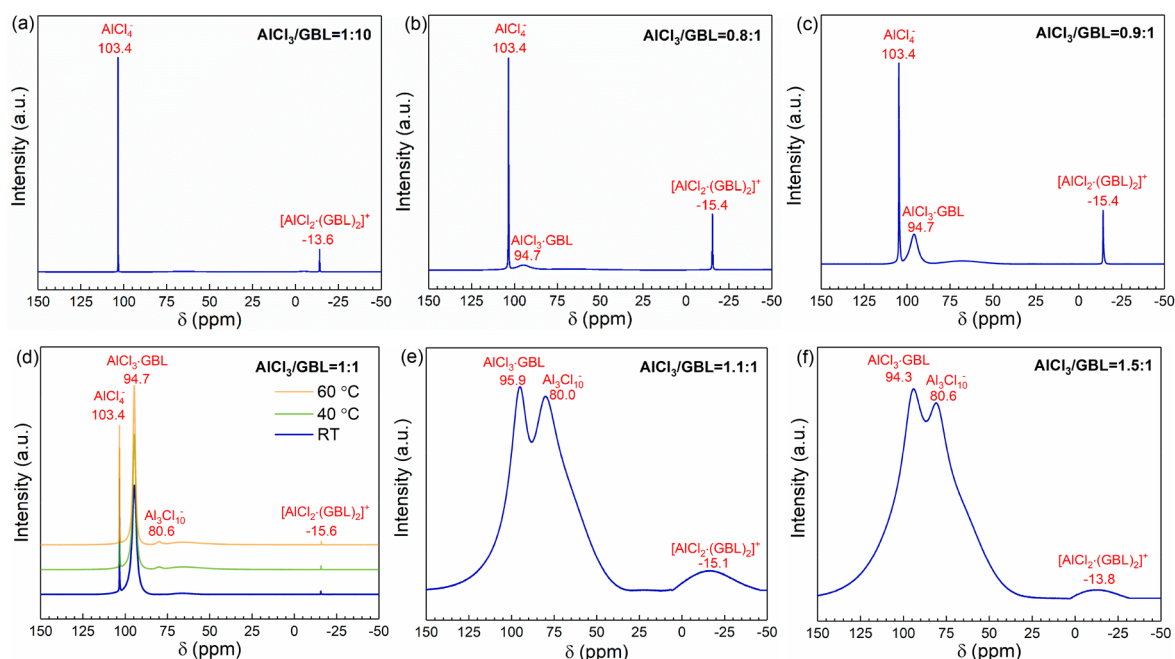 (a)
AlCl₃/GBL=1:10
AlCl₄⁻
103.4
[AlCl₂·(GBL)₂]⁺
-13.6
Intensity (a.u.)
150 125 100 75 50 25 0 -25 -50
δ (ppm)
(b)
AlCl₃/GBL=0.8:1
AlCl₄⁻
103.4
[AlCl₂·(GBL)₂]⁺
-15.4
AlCl₃·GBL
94.7
Intensity (a.u.)
150 125 100 75 50 25 0 -25 -50
δ (ppm)
(c)
AlCl₃/GBL=0.9:1
AlCl₄⁻
103.4
[AlCl₂·(GBL)₂]⁺
-15.4
AlCl₃·GBL
94.7
Intensity (a.u.)
150 125 100 75 50 25 0 -25 -50
δ (ppm)
(d)
AlCl₃·GBL
94.7
AlCl₃/GBL=1:1
AlCl₄⁻
103.4
60 °C
40 °C
RT
Al₃Cl₁₀⁻
80.6
[AlCl₂·(GBL)₂]⁺
-15.6
Intensity (a.u.)
150 125 100 75 50 25 0 -25 -50
δ (ppm)
(e)
AlCl₃/GBL=1.1:1
AlCl₃·GBL
95.9
Al₃Cl₁₀⁻
80.0
[AlCl₂·(GBL)₂]⁺
-15.1
Intensity (a.u.)
150 125 100 75 50 25 0 -25 -50
δ (ppm)
(f)
AlCl₃/GBL=1.5:1
AlCl₃·GBL
94.3
Al₃Cl₁₀⁻
80.6
[AlCl₂·(GBL)₂]⁺
-13.8
Intensity (a.u.)
150 125 100 75 50 25 0 -25 -50
δ (ppm)